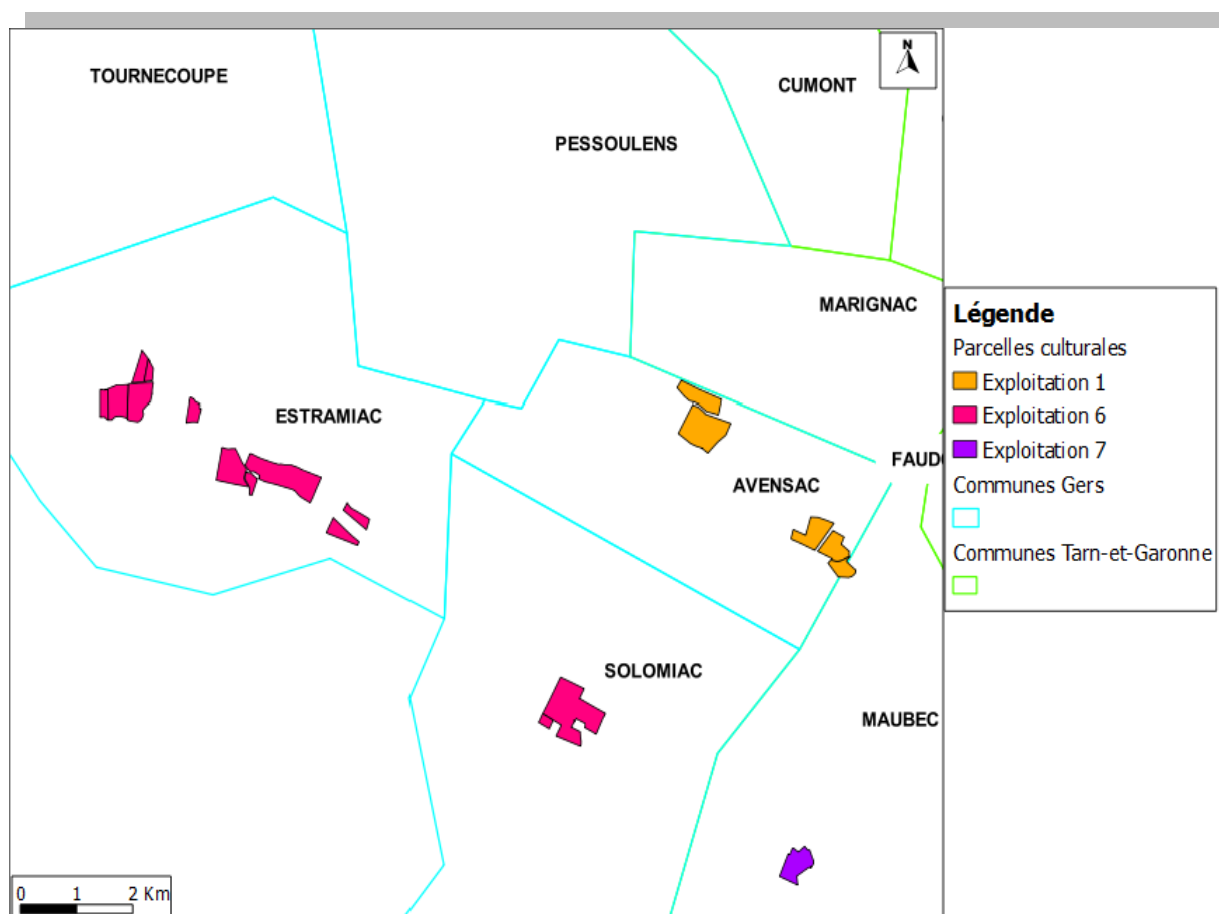 N
TOURNECOUPE
CUMONT
PESSOULENS
MARIGNAC
ESTRAMIAC
FAUD
AVENSAC
SOLOMIAC
MAUBEC
0 1 2 Km
Légende
Parcelles culturales
Exploitation 1
Exploitation 6
Exploitation 7
Communes Gers
Communes Tarn-et-Garonne